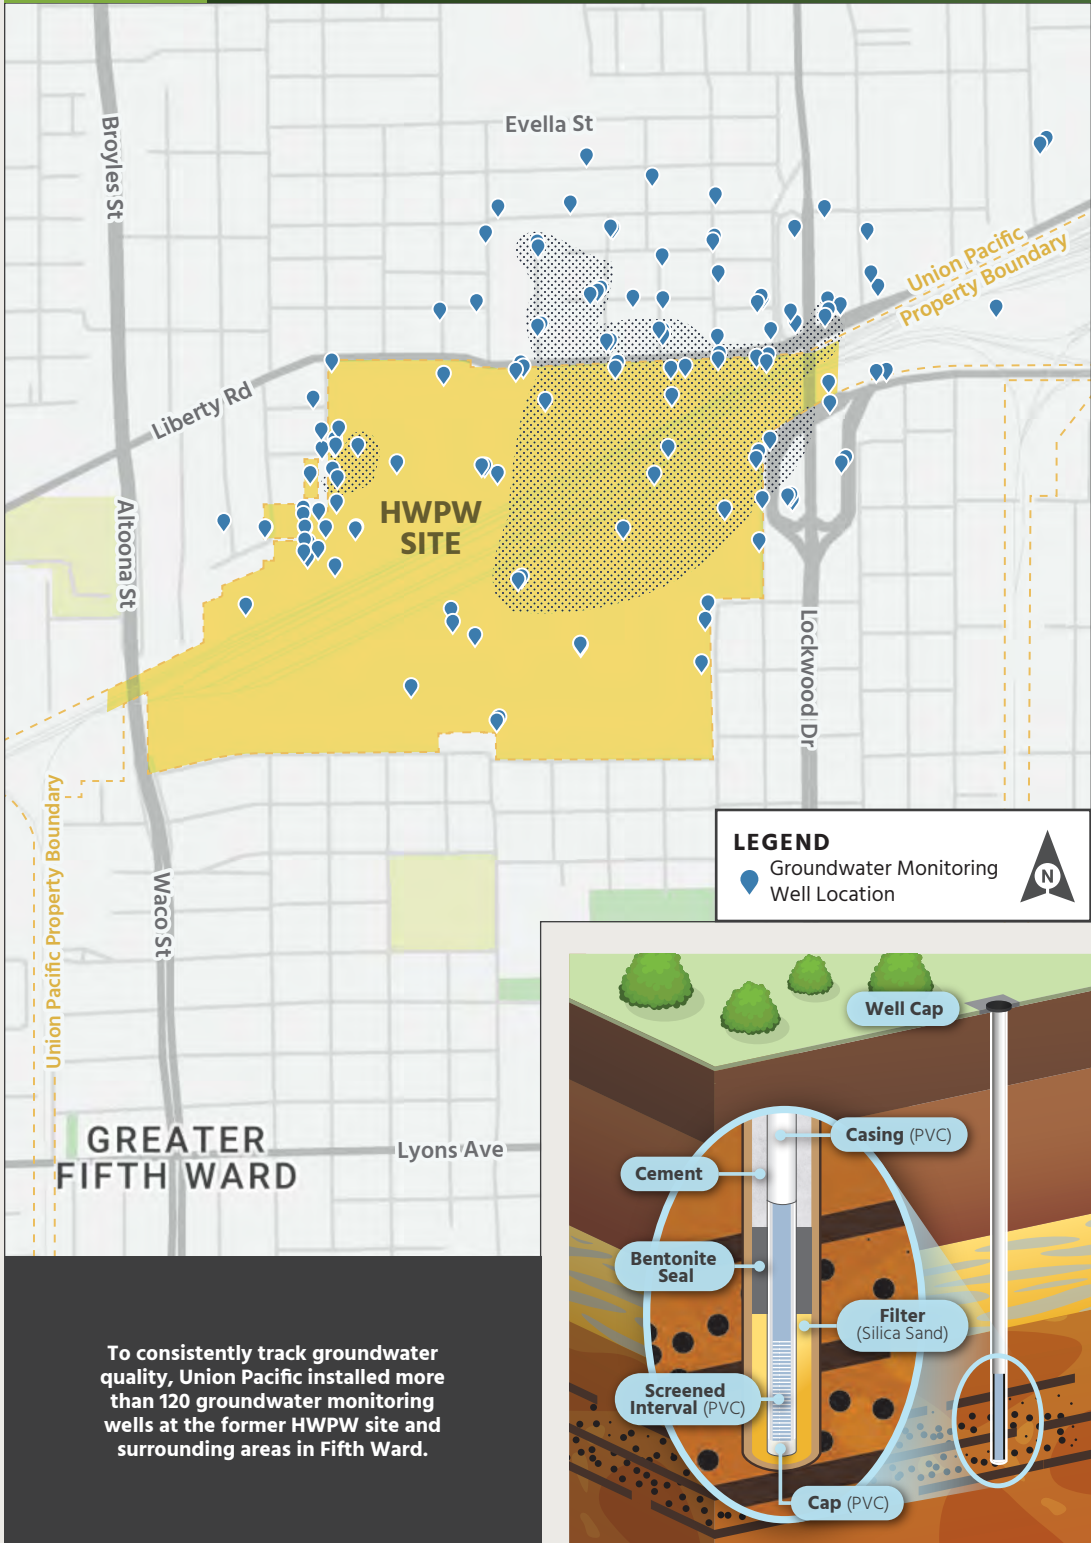 Evella St
Broyles St
Union Pacific
Property Boundary
Liberty Rd
HWPW
SITE
Altoona St
Lockwood Dr
Union Pacific Property Boundary
Waco St
LEGEND
Groundwater Monitoring
Well Location
N
GREATER
FIFTH WARD
Lyons Ave
Well Cap
Casing (PVC)
Cement
Bentonite
Seal
Filter
(Silica Sand)
Screened
Interval (PVC)
Cap (PVC)
To consistently track groundwater
quality, Union Pacific installed more
than 120 groundwater monitoring
wells at the former HWPW site and
surrounding areas in Fifth Ward.